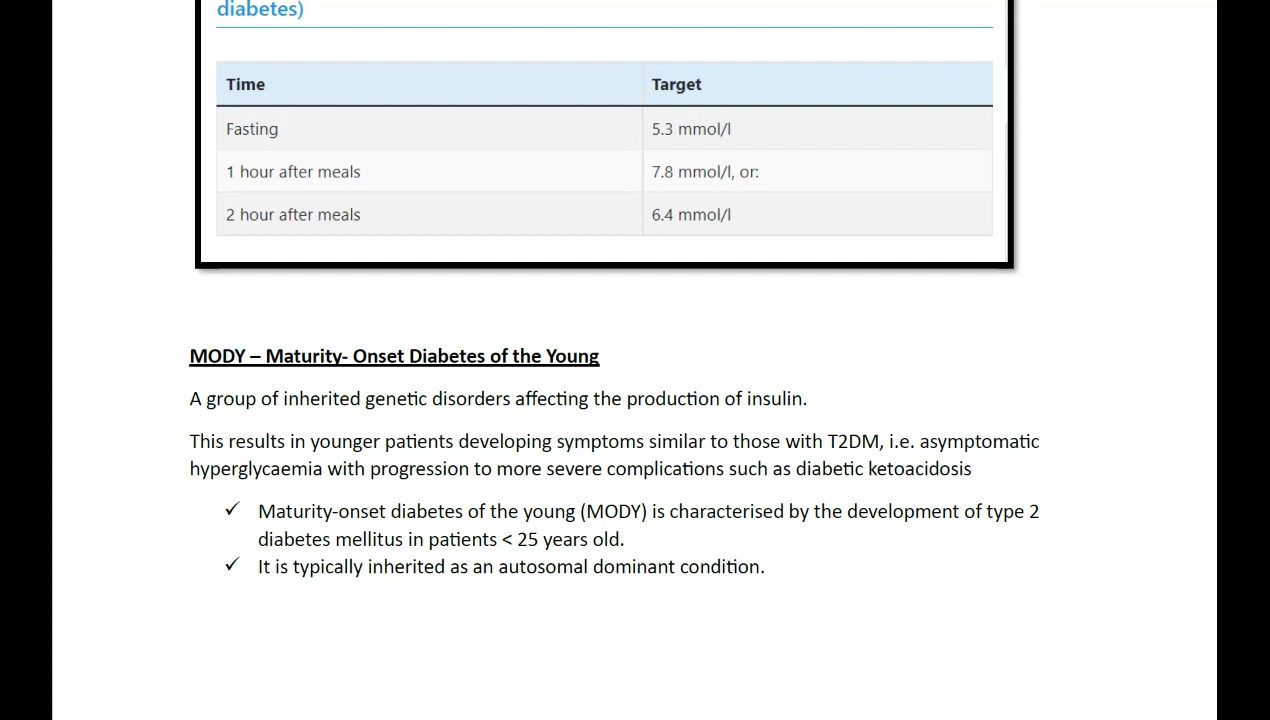 diabetes)
Time Target
Fasting 5.3 mmol/l
1 hour after meals 7.8 mmol/l, or:
2 hour after meals 6.4 mmol/l
MODY – Maturity- Onset Diabetes of the Young
A group of inherited genetic disorders affecting the production of insulin.
This results in younger patients developing symptoms similar to those with T2DM, i.e. asymptomatic
hyperglycaemia with progression to more severe complications such as diabetic ketoacidosis
✓ Maturity-onset diabetes of the young (MODY) is characterised by the development of type 2
diabetes mellitus in patients < 25 years old.
✓ It is typically inherited as an autosomal dominant condition.